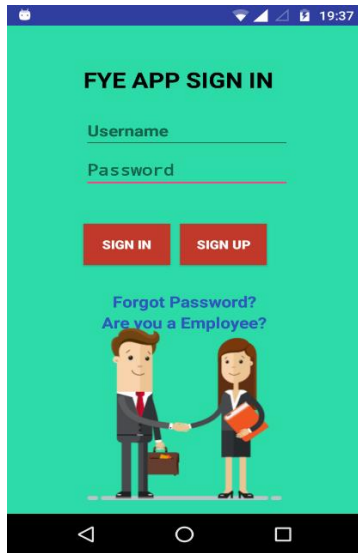 19:37
FYE APP SIGN IN
Username
Password
SIGN IN SIGN UP
Forgot Password?
Are you a Employee?